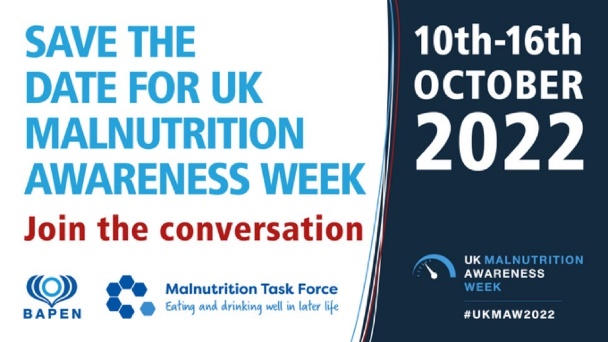 SAVE THE
DATE FOR UK
MALNUTRITION
AWARENESS WEEK
Join the conversation
BAPEN
Malnutrition Task Force
Eating and drinking well in later life
10th-16th
OCTOBER
2022
UK MALNUTRITION
AWARENESS
WEEK
#UKMAW2022